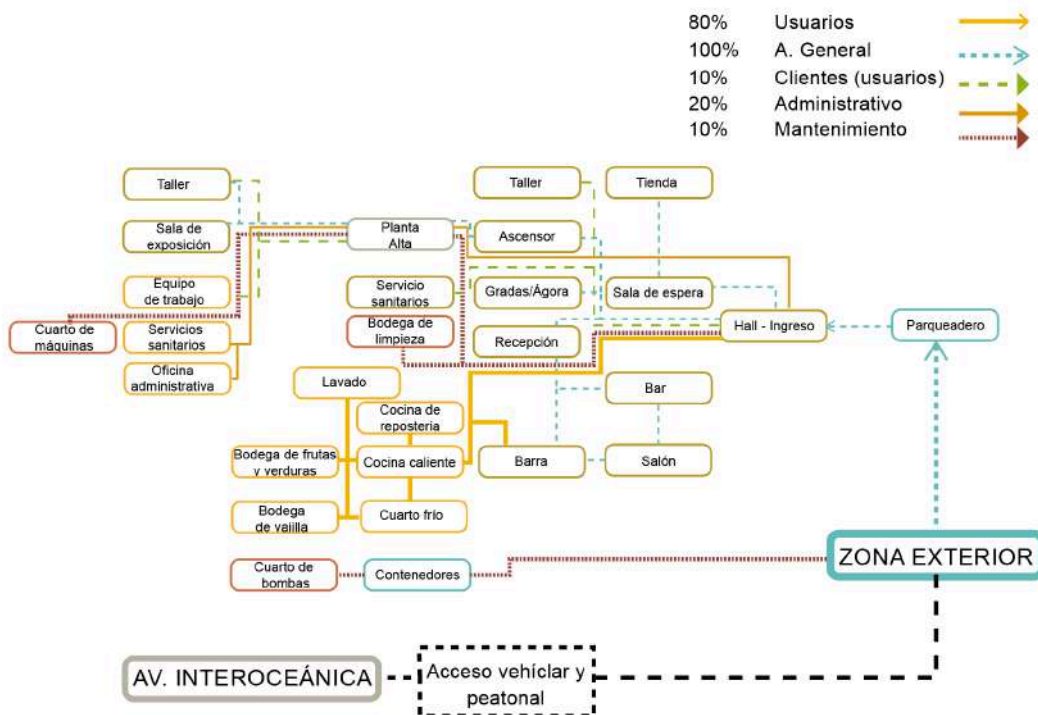 80% Usuarios
100% A. General
10% Clientes (usuarios)
20% Administrativo
10% Mantenimiento
Taller
Taller
Tienda
Sala de
exposición
Planta
Alta
Ascensor
Equipo
de trabajo
Servicio
sanitarios
Gradas/Ágora
Sala de espera
Cuarto de
máquinas
Servicios
sanitarios
Bodega de
limpieza
Recepción
Hall - Ingreso
Parqueadero
Oficina
administrativa
Lavado
Bar
Cocina de
reposteria
Bodega de frutas
y verduras
Cocina caliente
Barra
Salón
Bodega
de vajilla
Cuarto frío
Cuarto de
bombas
Contenedores
ZONA EXTERIOR
AV. INTEROCEÁNICA
Acceso vehíclar y
peatonal